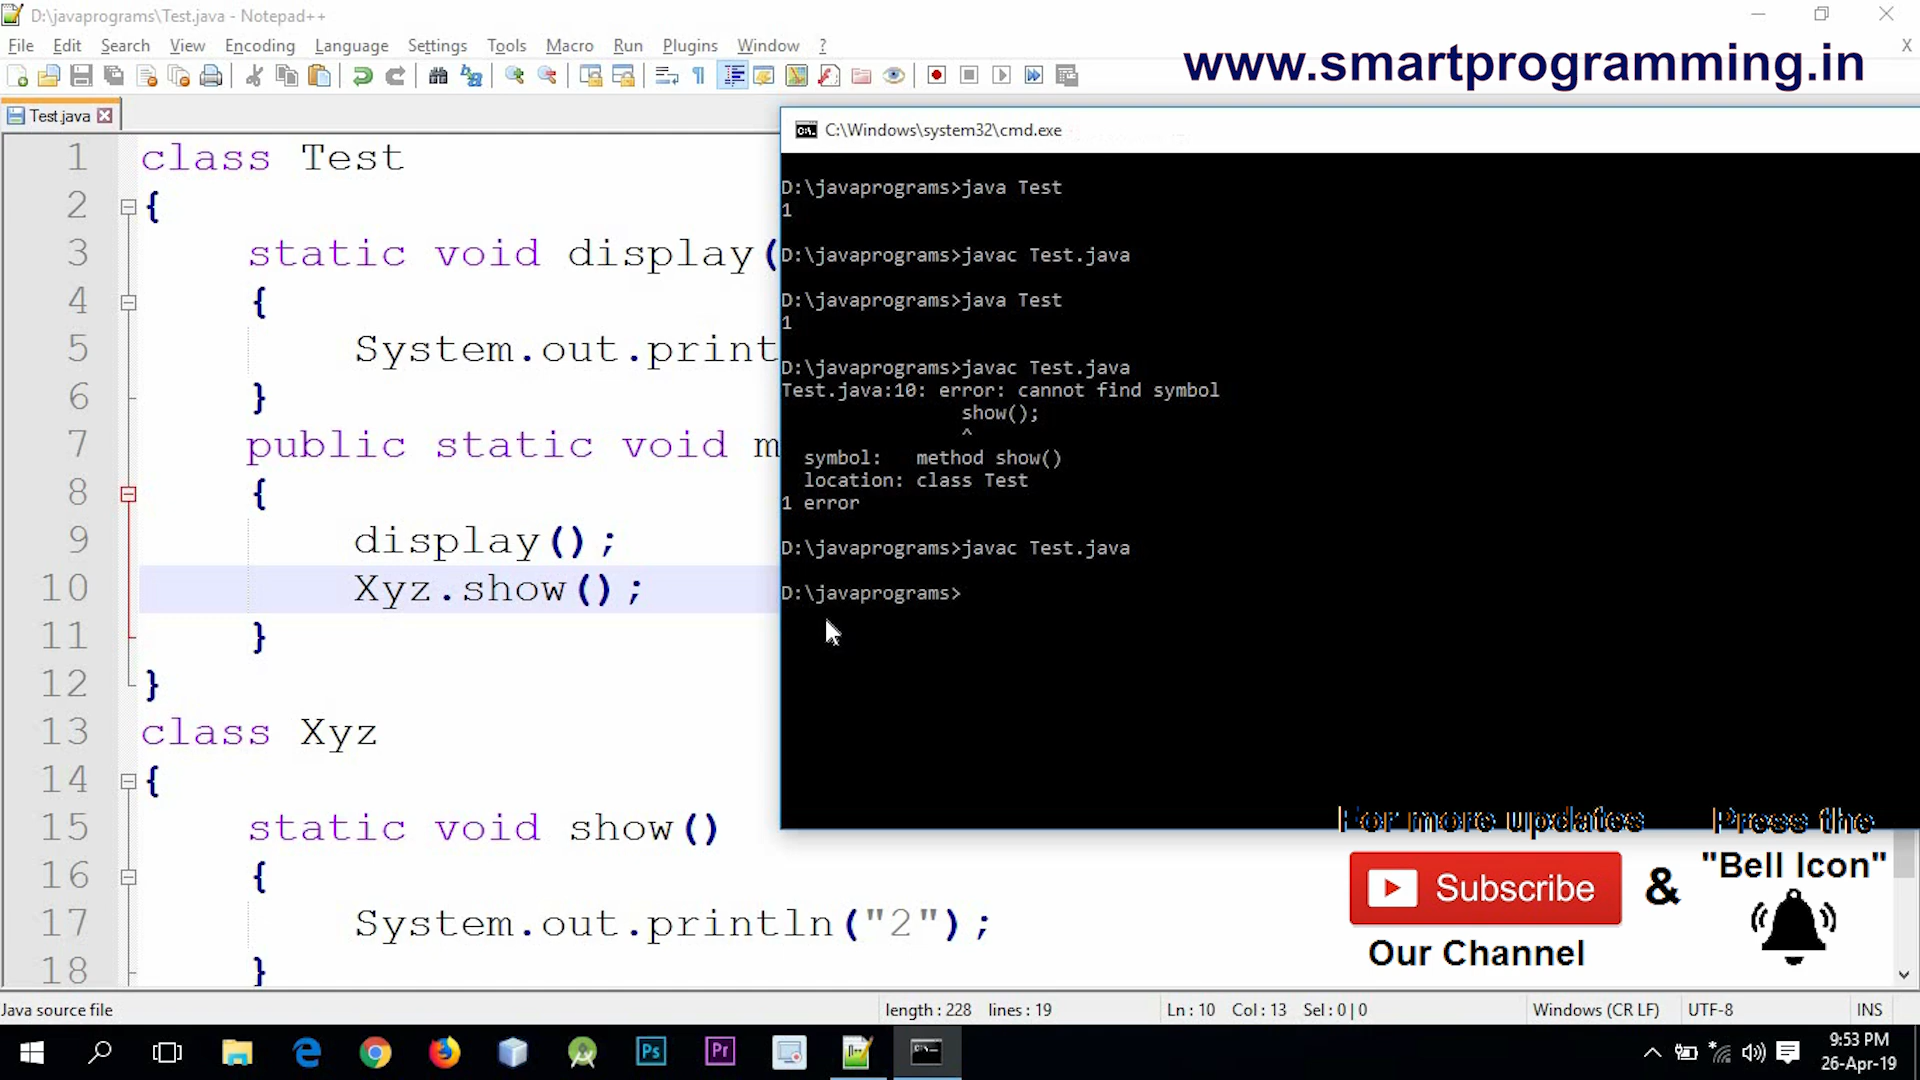 D:\javaprograms\Test.java - Notepad++
File Edit Search View Encoding Language Settings Tools Macro Run Plugins Window ?
X
www.smartprogramming.in
Test.java
C:\Windows\system32\cmd.exe
1 class Test
2 {
3 static void display(
4 {
5 System.out.print
6 }
7 public static void m
8 {
9 display();
10 Xyz.show();
11 }
12 }
13 class Xyz
14 {
15 static void show()
16 {
17 System.out.println("2");
18 }
D:\javaprograms>java Test
1
D:\javaprograms>javac Test.java
D:\javaprograms>java Test
1
D:\javaprograms>javac Test.java
Test.java:10: error: cannot find symbol
show();
^
symbol: method show()
location: class Test
1 error
D:\javaprograms>javac Test.java
D:\javaprograms>
For more updates
Subscribe
Our Channel
&
Press the
"Bell Icon"
Java source file length : 228 lines : 19 Ln : 10 Col : 13 Sel : 0 | 0 Windows (CR LF) UTF-8 INS
Ps
Pr
9:53 PM
26-Apr-19